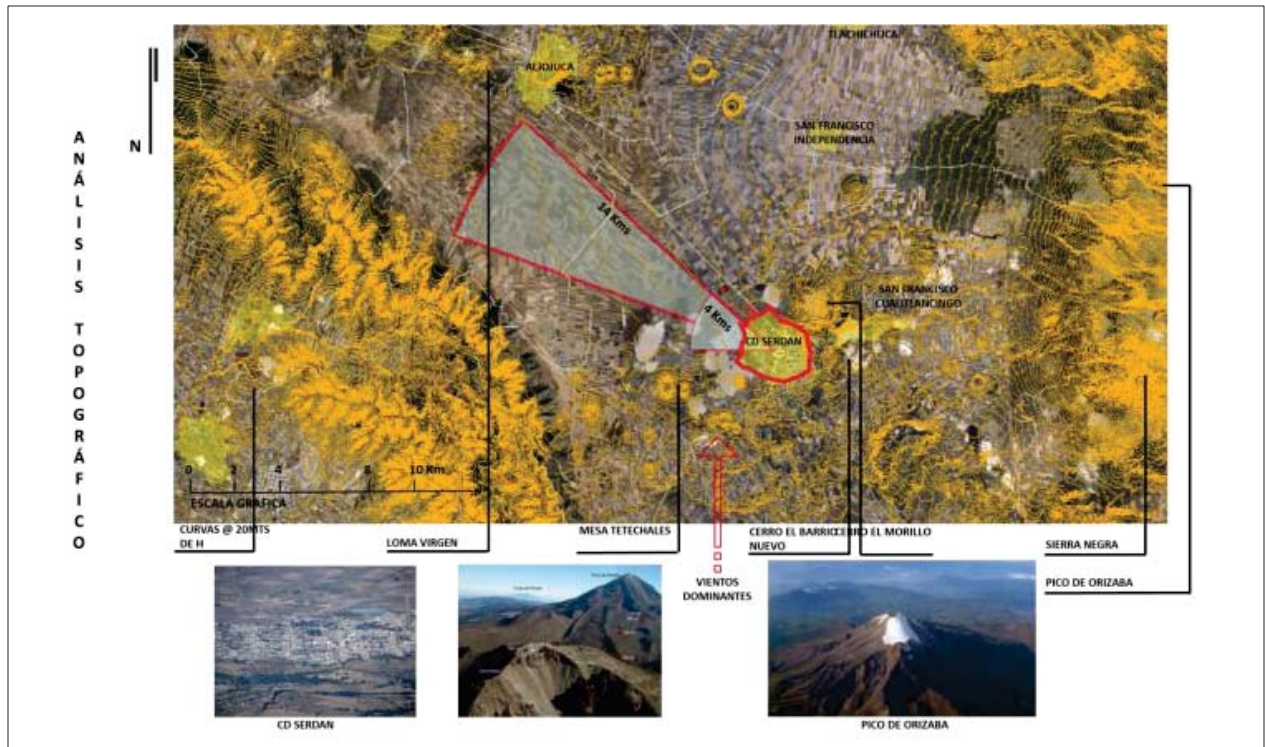 ANÁLISIS TOPOGRÁFICO
N
TLACHICHUCA
ALJOJUCA
SAN FRANCISCO
INDEPENDENCIA
14 Kms
SAN FRANCISCO
CUAUTLANCINGO
4 Kms
CD SERDAN
0 2 4 8 10 Km
ESCALA GRAFICA
CURVAS @ 20MTS
DE H
LOMA VIRGEN
MESA TETECHALES
CERRO EL BARRIO
NUEVO
CERRO EL MORILLO
SIERRA NEGRA
VIENTOS
DOMINANTES
PICO DE ORIZABA
CD SERDAN
PICO DE ORIZABA